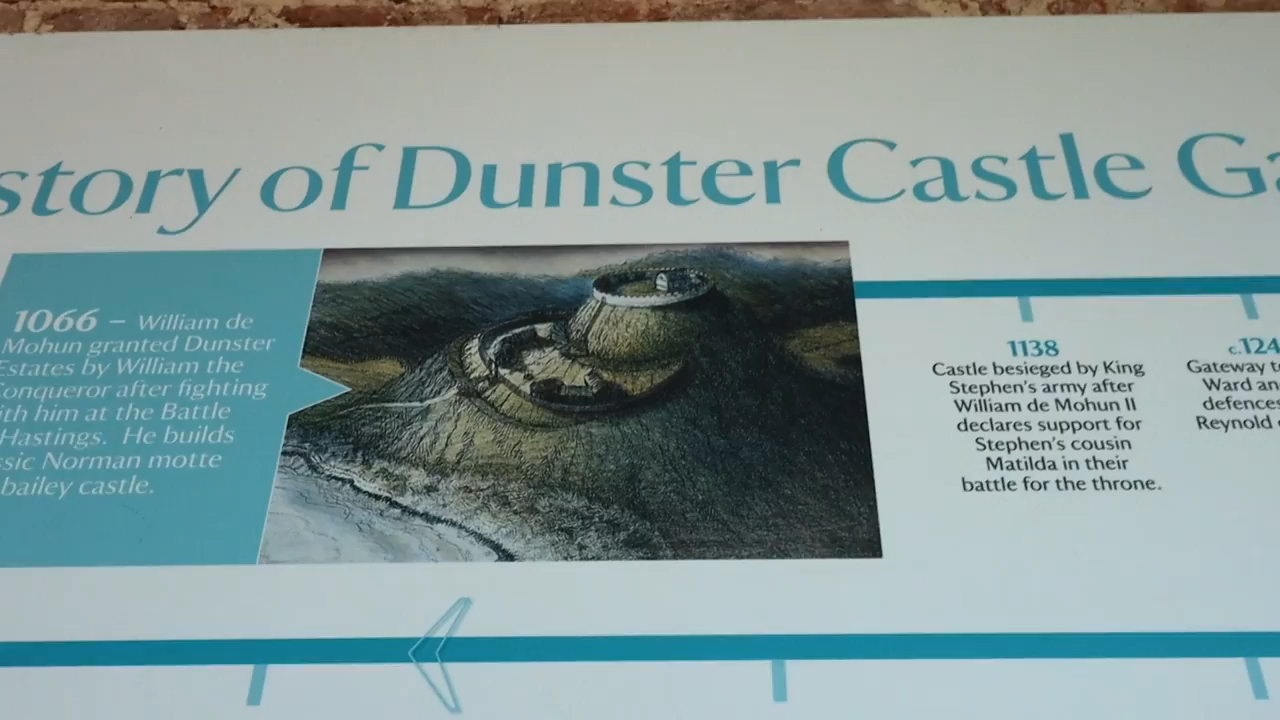 story of Dunster Castle Ga
1066 – William de
Mohun granted Dunster
Estates by William the
onqueror after fighting
ith him at the Battle
Hastings. He builds
ssic Norman motte
bailey castle.
1138
Castle besieged by King
Stephen's army after
William de Mohun II
declares support for
Stephen's cousin
Matilda in their
battle for the throne.
c.124
Gateway t
Ward an
defences
Reynold